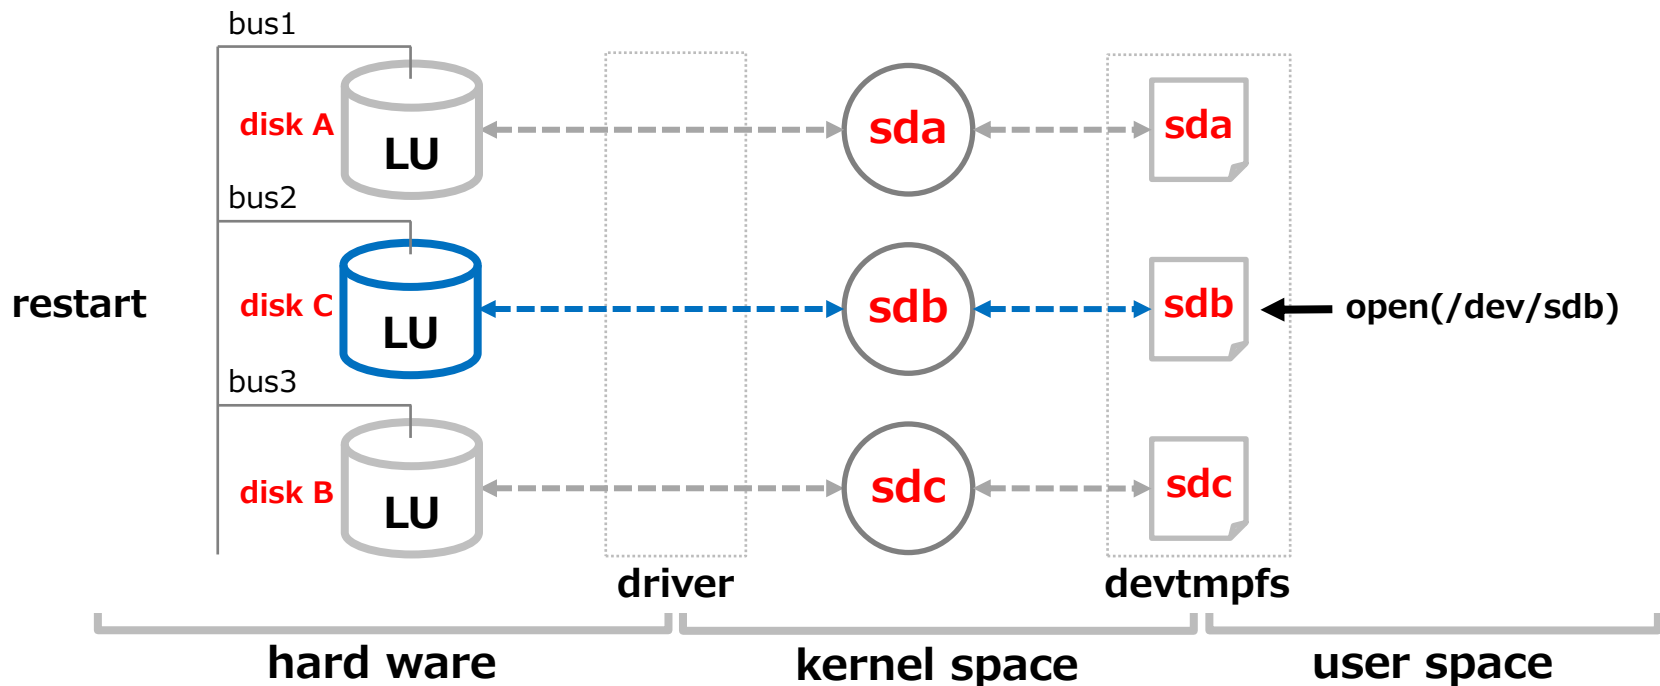 bus1
disk A
LU
sda
sda
bus2
restart
disk C
LU
sdb
sdb
open(/dev/sdb)
bus3
disk B
LU
sdc
sdc
driver
devtmpfs
hard ware
kernel space
user space